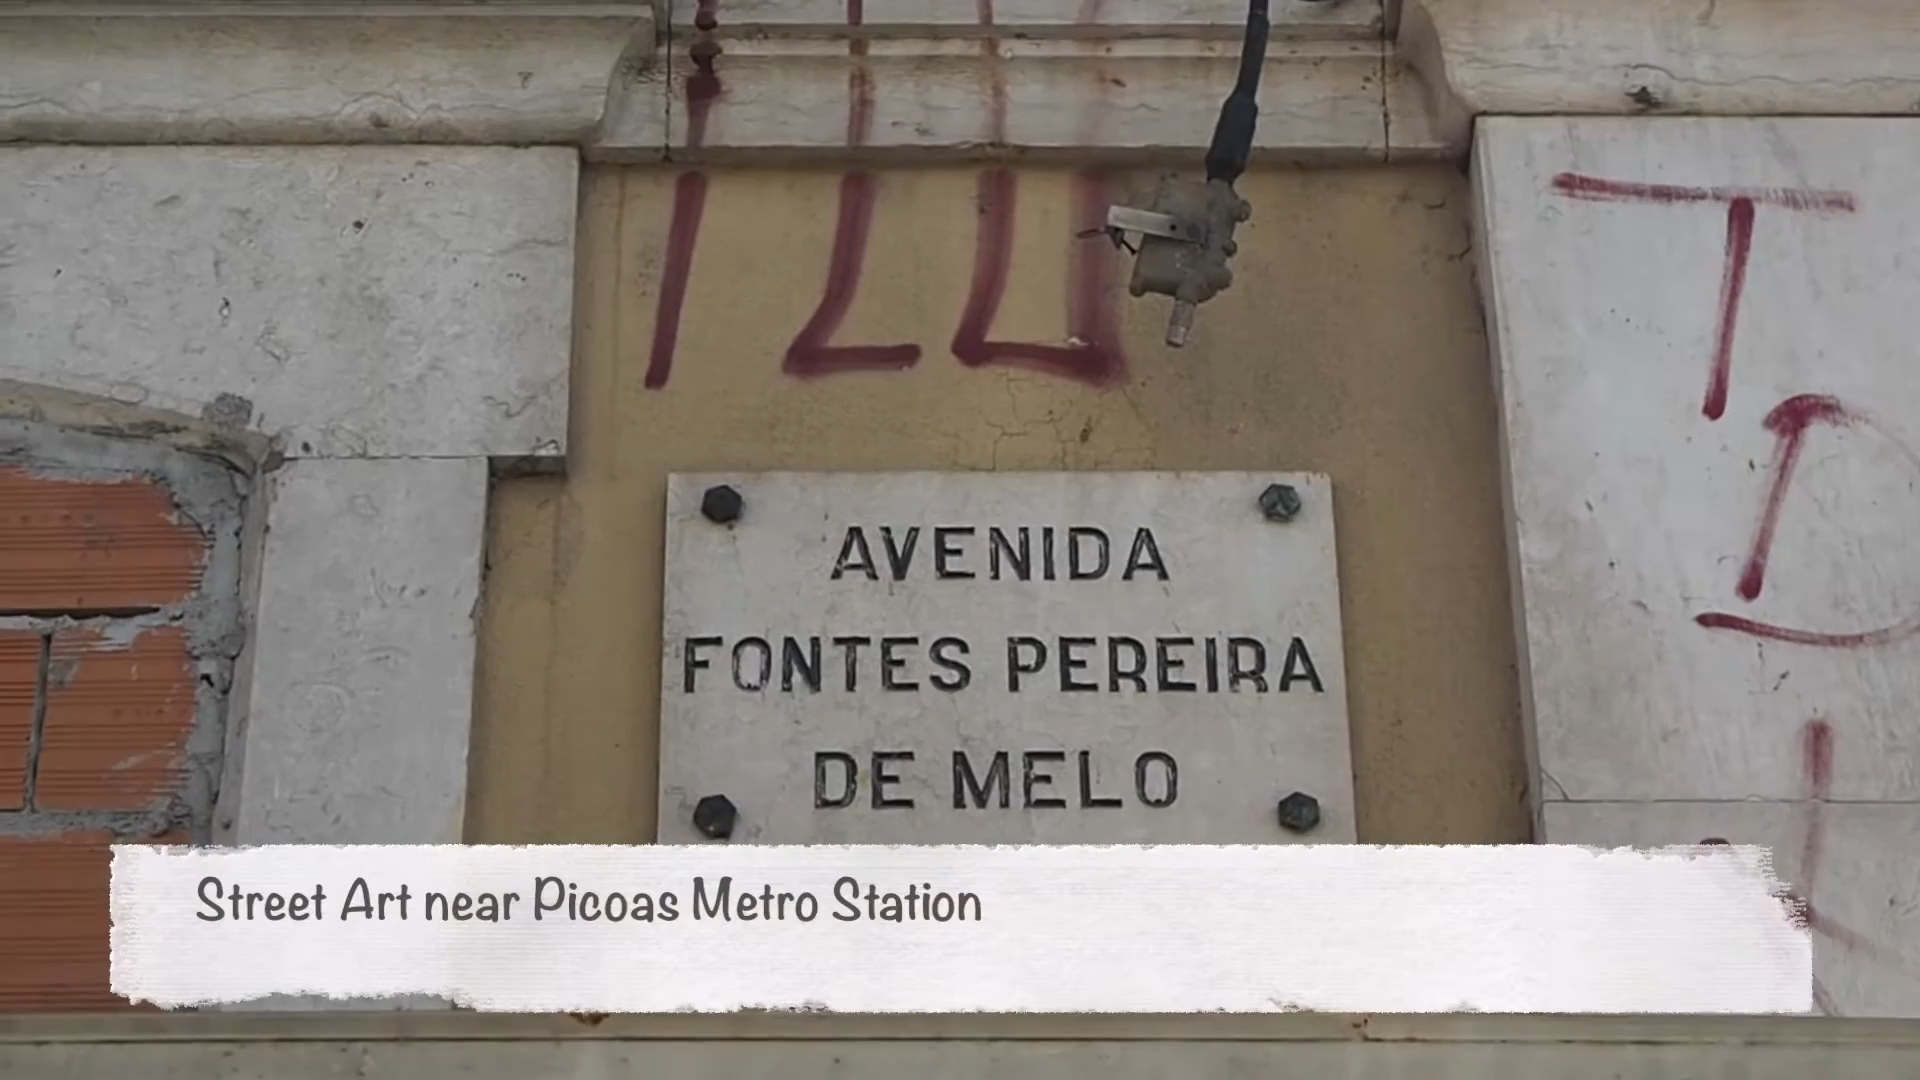 AVENIDA
FONTES PEREIRA
DE MELO
T
D
Street Art near Picoas Metro Station